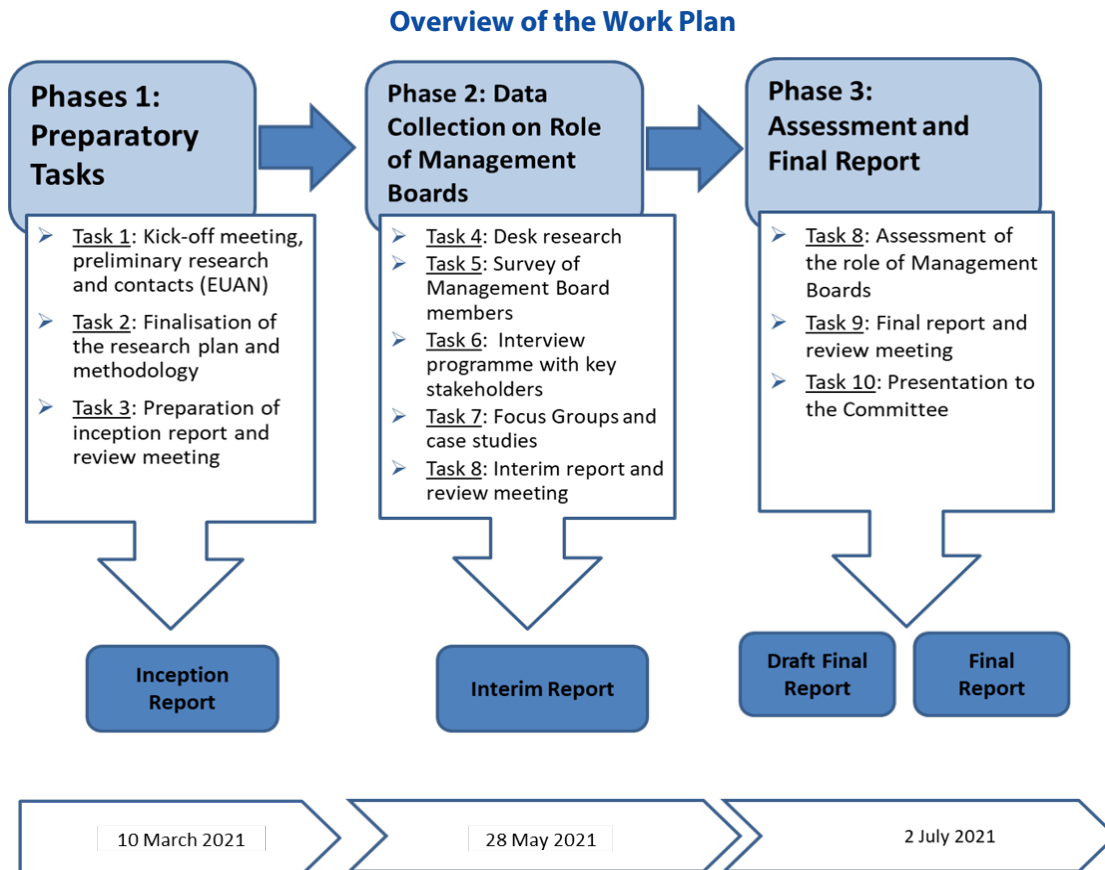 Overview of the Work Plan
Phases 1:
Preparatory
Tasks
Task 1: Kick-off meeting,
preliminary research
and contacts (EUAN)
Task 2: Finalisation of
the research plan and
methodology
Task 3: Preparation of
inception report and
review meeting
Inception
Report
10 March 2021
Phase 2: Data
Collection on Role
of Management
Boards
Task 4: Desk research
Task 5: Survey of
Management Board
members
Task 6: Interview
programme with key
stakeholders
Task 7: Focus Groups and
case studies
Task 8: Interim report and
review meeting
Interim Report
28 May 2021
Phase 3:
Assessment and
Final Report
Task 8: Assessment of
the role of Management
Boards
Task 9: Final report and
review meeting
Task 10: Presentation to
the Committee
Draft Final
Report
Final
Report
2 July 2021